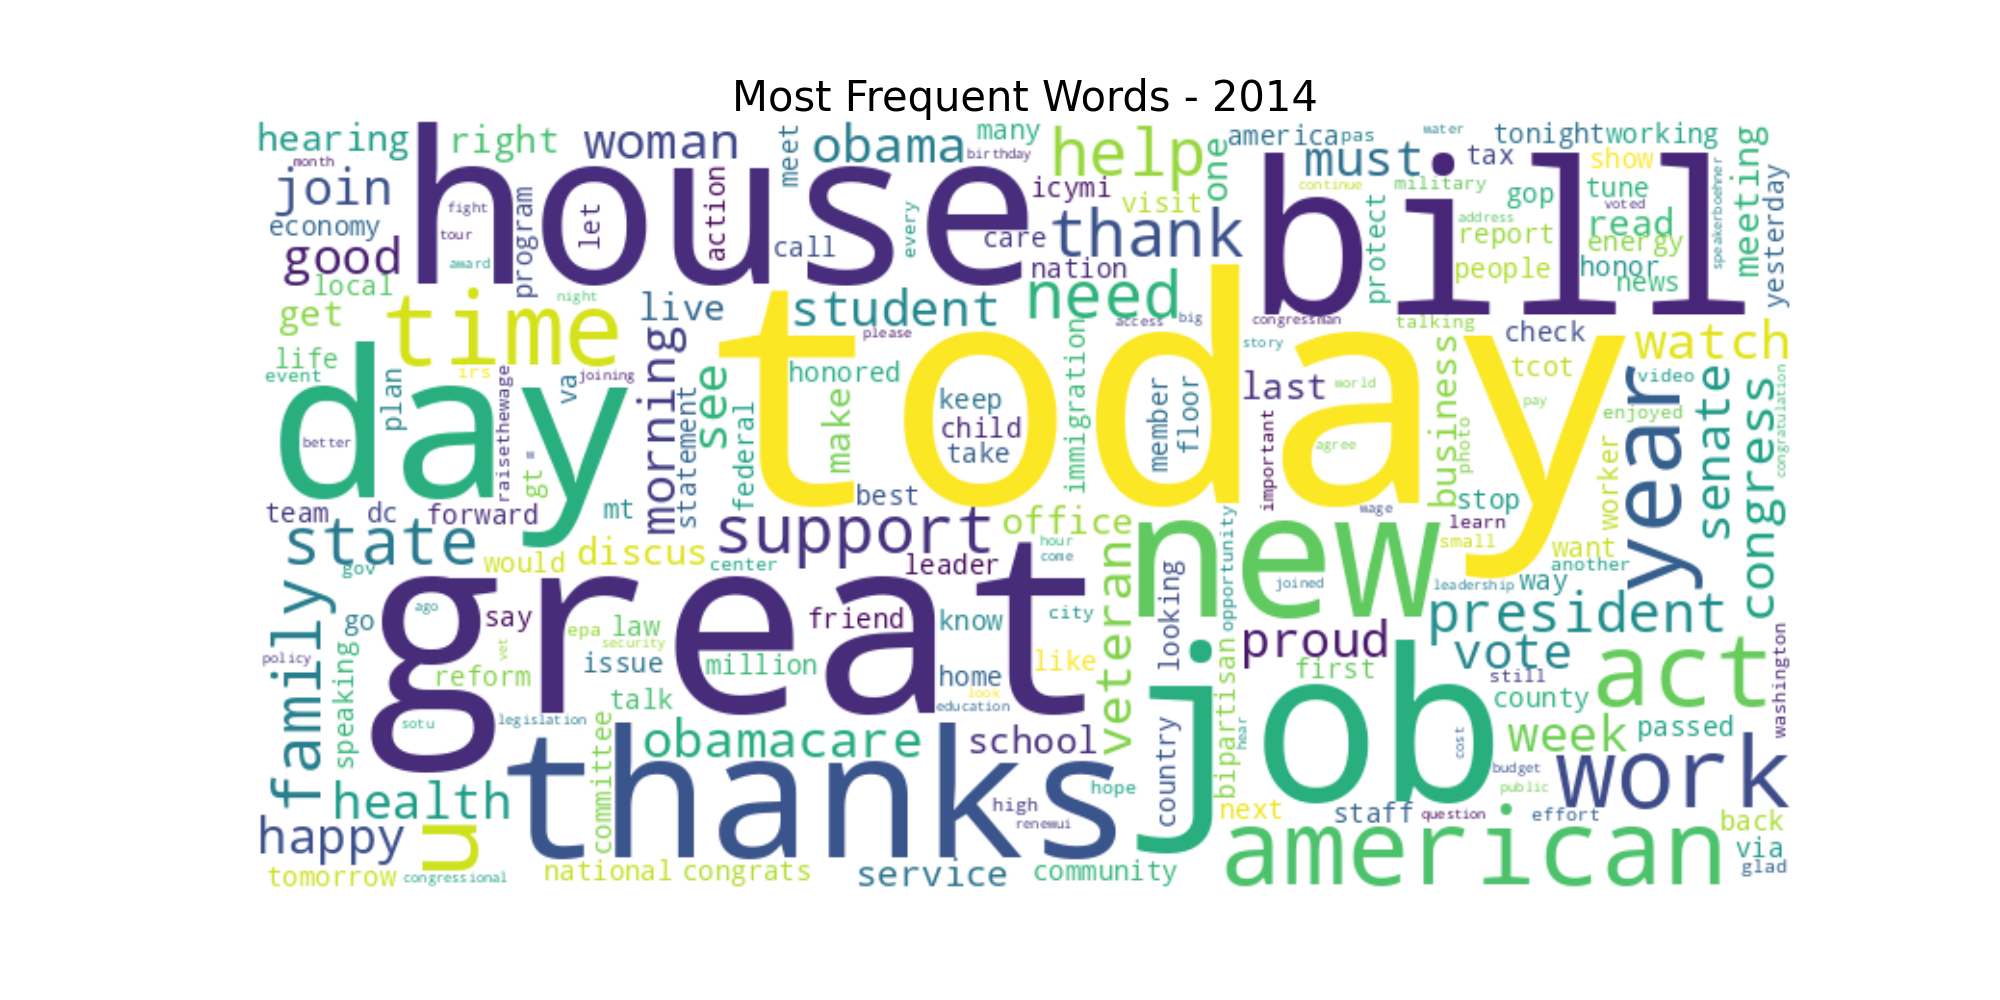 Most Frequent Words - 2014
hearing right woman meet obama many help one america pas water tonight working meeting
month birthday must tax show
join house icymi visit continue military gop tune voted read speakerboehner yesterday
economy fight let action every call care thank bill protect address report energy
good tour program nation people honor news
local award
get time night live student need access big congressman talking check watch
life please story
event irs joining va honored immigration last world tcot video
day plan morning see today keep member floor business year senate congress congratulation
better raisethewage gt statement federal make child take important agree photo pay enjoyed worker
team dc forward mt best wage stop learn
state support office new small want
gov would discus center leader hour come another
family ago great say friend know city veteran looking joined opportunity leadership way president
go epa law security proud
policy speaking vet reform issue million home like first vote still act washington
sotu legislation talk look education job county
obamacare school country bipartisan hear cost week passed
health committee thanks hope budget public work
happy u high renewui next staff question effort american back
tomorrow congressional national congrats service community via glad